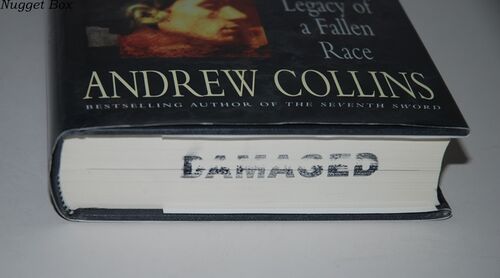 Nugget Box
Legacy of
a Fallen
Race
ANDREW COLLINS
BESTSELLING AUTHOR OF THE SEVENTH SWORD
DAMAGED